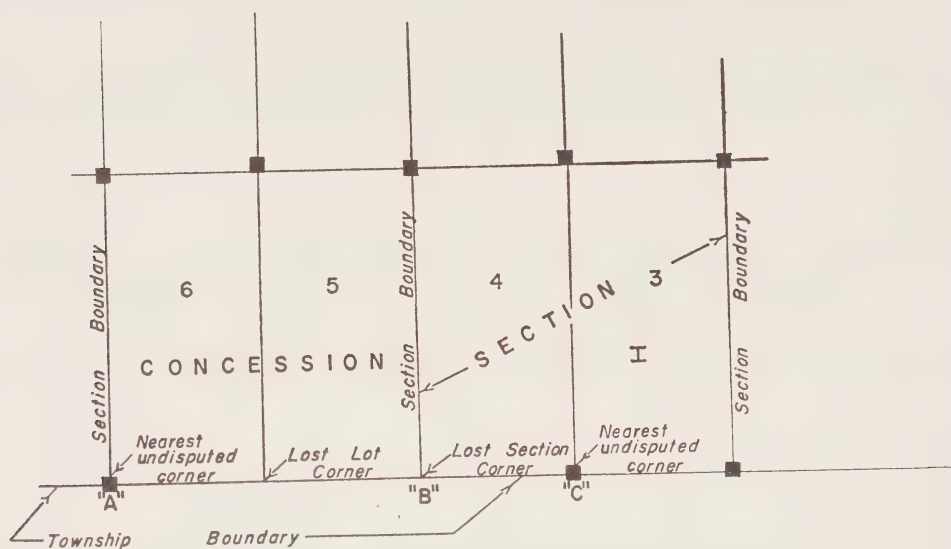 Section Boundary
6
5
Section Boundary
4
SECTION
3
Section Boundary
CONCESSION
I
Nearest
undisputed
corner
Lost Lot
Corner
Lost Section
Corner
Nearest
undisputed
corner
"A"
"B"
"C"
Township Boundary